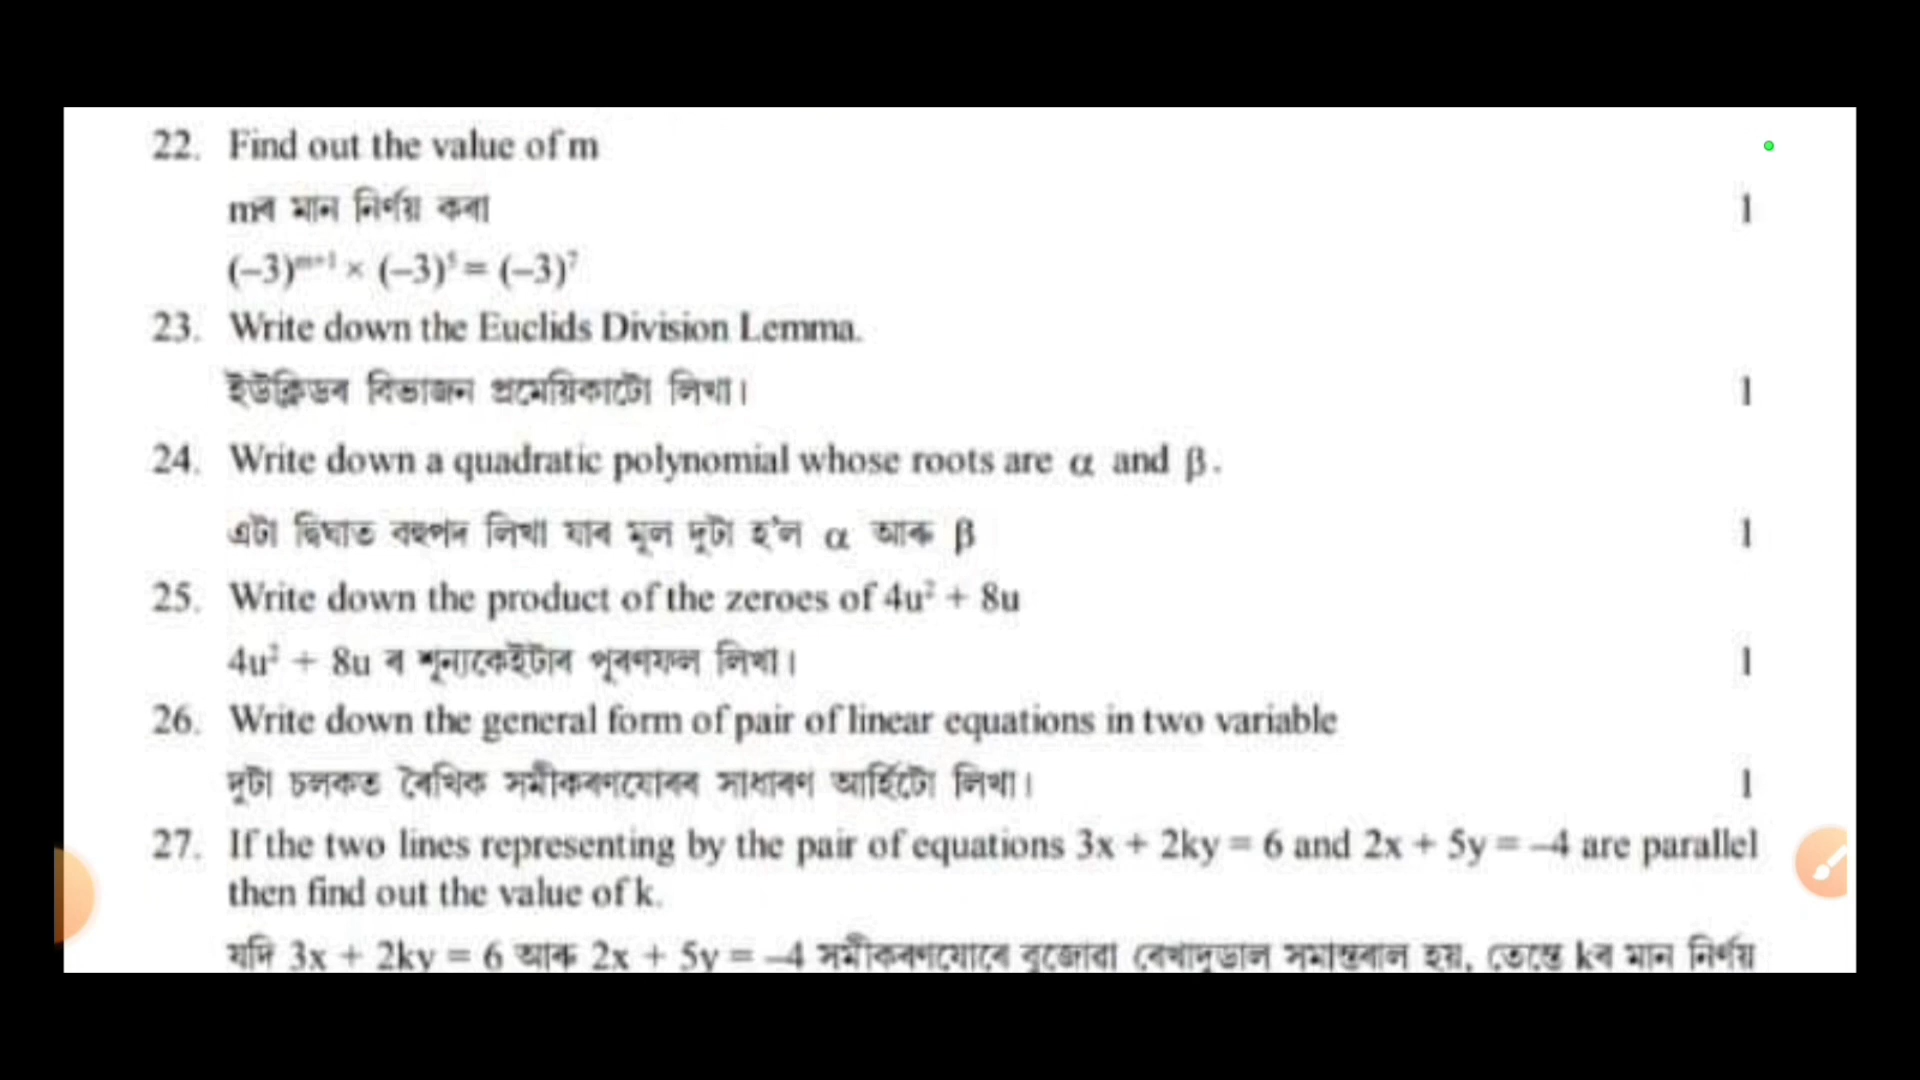 22. Find out the value of m
mৰ মান নিৰ্ণয় কৰা 1
(–3)ᵐ⁺¹ × (–3)⁵ = (–3)⁷
23. Write down the Euclids Division Lemma.
ইউক্লিডৰ বিভাজন প্ৰমেয়িকাটো লিখা। 1
24. Write down a quadratic polynomial whose roots are α and β.
এটা দ্বিঘাত বহুপদ লিখা যাৰ মূল দুটা হ'ল α আৰু β 1
25. Write down the product of the zeroes of 4u² + 8u
4u² + 8u ৰ শূন্যকেইটাৰ পূৰণফল লিখা। 1
26. Write down the general form of pair of linear equations in two variable
দুটা চলকত ৰৈখিক সমীকৰণযোৰৰ সাধাৰণ আৰ্হিটো লিখা। 1
27. If the two lines representing by the pair of equations 3x + 2ky = 6 and 2x + 5y = –4 are parallel
then find out the value of k.
যদি 3x + 2ky = 6 আৰু 2x + 5y = –4 সমীকৰণযোৰে বুজোৱা ৰেখাদুডাল সমান্তৰাল হয়, তেন্তে kৰ মান নিৰ্ণয়